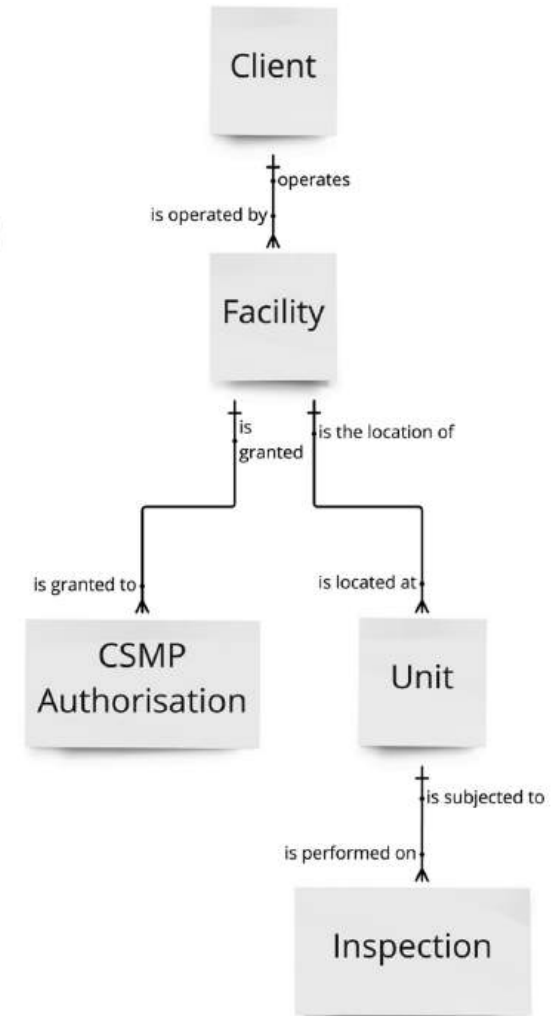 Client
operates
is operated by
Facility
is
granted
is the location of
is granted to
is located at
CSMP
Authorisation
Unit
is subjected to
is performed on
Inspection